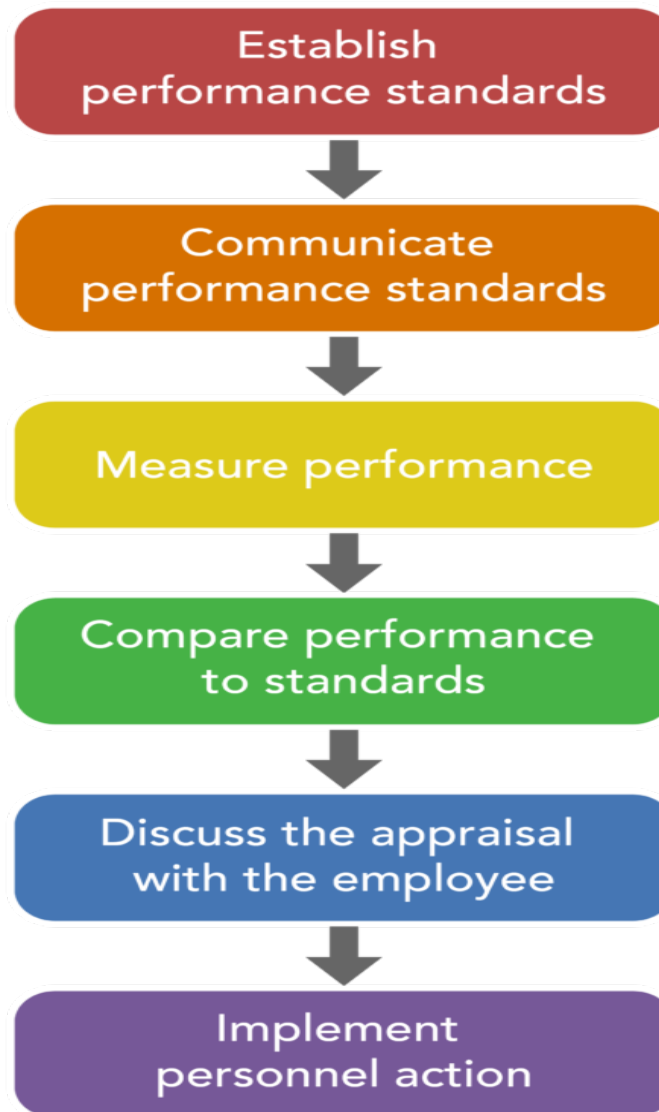 Establish
performance standards
Communicate
performance standards
Measure performance
Compare performance
to standards
Discuss the appraisal
with the employee
Implement
personnel action